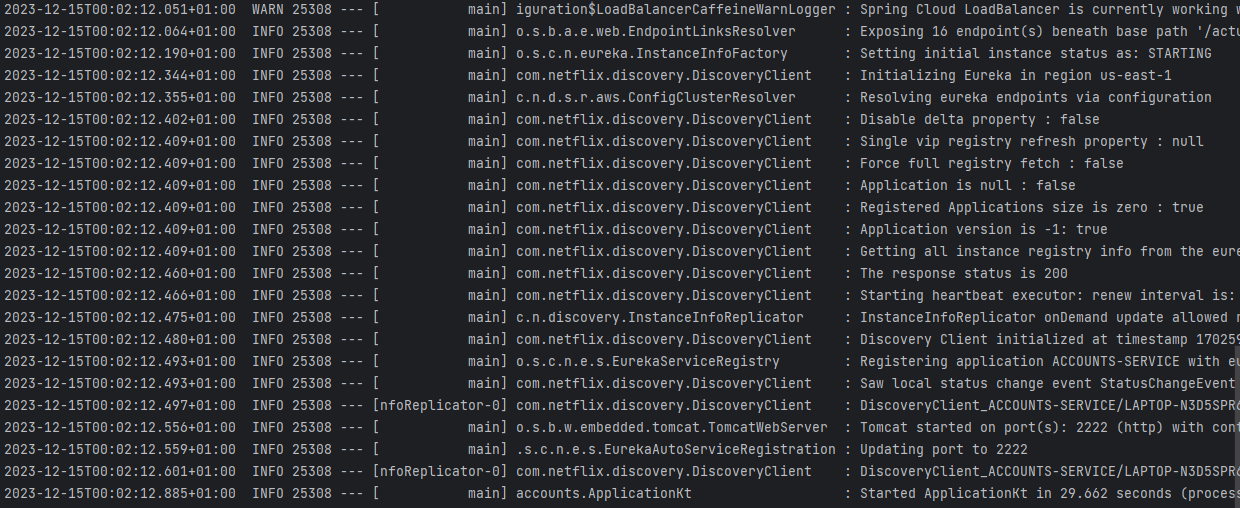 2023-12-15T00:02:12.051+01:00  WARN 25308 --- [           main] iguration$LoadBalancerCaffeineWarnLogger : Spring Cloud LoadBalancer is currently working
2023-12-15T00:02:12.064+01:00  INFO 25308 --- [           main] o.s.b.a.e.web.EndpointLinksResolver      : Exposing 16 endpoint(s) beneath base path '/actu
2023-12-15T00:02:12.190+01:00  INFO 25308 --- [           main] o.s.c.n.eureka.InstanceInfoFactory       : Setting initial instance status as: STARTING
2023-12-15T00:02:12.344+01:00  INFO 25308 --- [           main] com.netflix.discovery.DiscoveryClient    : Initializing Eureka in region us-east-1
2023-12-15T00:02:12.355+01:00  INFO 25308 --- [           main] c.n.d.s.r.aws.ConfigClusterResolver      : Resolving eureka endpoints via configuration
2023-12-15T00:02:12.402+01:00  INFO 25308 --- [           main] com.netflix.discovery.DiscoveryClient    : Disable delta property : false
2023-12-15T00:02:12.409+01:00  INFO 25308 --- [           main] com.netflix.discovery.DiscoveryClient    : Single vip registry refresh property : null
2023-12-15T00:02:12.409+01:00  INFO 25308 --- [           main] com.netflix.discovery.DiscoveryClient    : Force full registry fetch : false
2023-12-15T00:02:12.409+01:00  INFO 25308 --- [           main] com.netflix.discovery.DiscoveryClient    : Application is null : false
2023-12-15T00:02:12.409+01:00  INFO 25308 --- [           main] com.netflix.discovery.DiscoveryClient    : Registered Applications size is zero : true
2023-12-15T00:02:12.409+01:00  INFO 25308 --- [           main] com.netflix.discovery.DiscoveryClient    : Application version is -1: true
2023-12-15T00:02:12.409+01:00  INFO 25308 --- [           main] com.netflix.discovery.DiscoveryClient    : Getting all instance registry info from the eure
2023-12-15T00:02:12.460+01:00  INFO 25308 --- [           main] com.netflix.discovery.DiscoveryClient    : The response status is 200
2023-12-15T00:02:12.466+01:00  INFO 25308 --- [           main] com.netflix.discovery.DiscoveryClient    : Starting heartbeat executor: renew interval is:
2023-12-15T00:02:12.475+01:00  INFO 25308 --- [           main] c.n.discovery.InstanceInfoReplicator     : InstanceInfoReplicator onDemand update allowed
2023-12-15T00:02:12.480+01:00  INFO 25308 --- [           main] com.netflix.discovery.DiscoveryClient    : Discovery Client initialized at timestamp 170259
2023-12-15T00:02:12.493+01:00  INFO 25308 --- [           main] o.s.c.n.e.s.EurekaServiceRegistry        : Registering application ACCOUNTS-SERVICE with eu
2023-12-15T00:02:12.493+01:00  INFO 25308 --- [           main] com.netflix.discovery.DiscoveryClient    : Saw local status change event StatusChangeEvent
2023-12-15T00:02:12.497+01:00  INFO 25308 --- [nfoReplicator-0] com.netflix.discovery.DiscoveryClient    : DiscoveryClient_ACCOUNTS-SERVICE/LAPTOP-N3D5SPR6
2023-12-15T00:02:12.556+01:00  INFO 25308 --- [           main] o.s.b.w.embedded.tomcat.TomcatWebServer  : Tomcat started on port(s): 2222 (http) with cont
2023-12-15T00:02:12.559+01:00  INFO 25308 --- [           main] .s.c.n.e.s.EurekaAutoServiceRegistration : Updating port to 2222
2023-12-15T00:02:12.601+01:00  INFO 25308 --- [nfoReplicator-0] com.netflix.discovery.DiscoveryClient    : DiscoveryClient_ACCOUNTS-SERVICE/LAPTOP-N3D5SPR6
2023-12-15T00:02:12.885+01:00  INFO 25308 --- [           main] accounts.ApplicationKt                   : Started ApplicationKt in 29.662 seconds (process